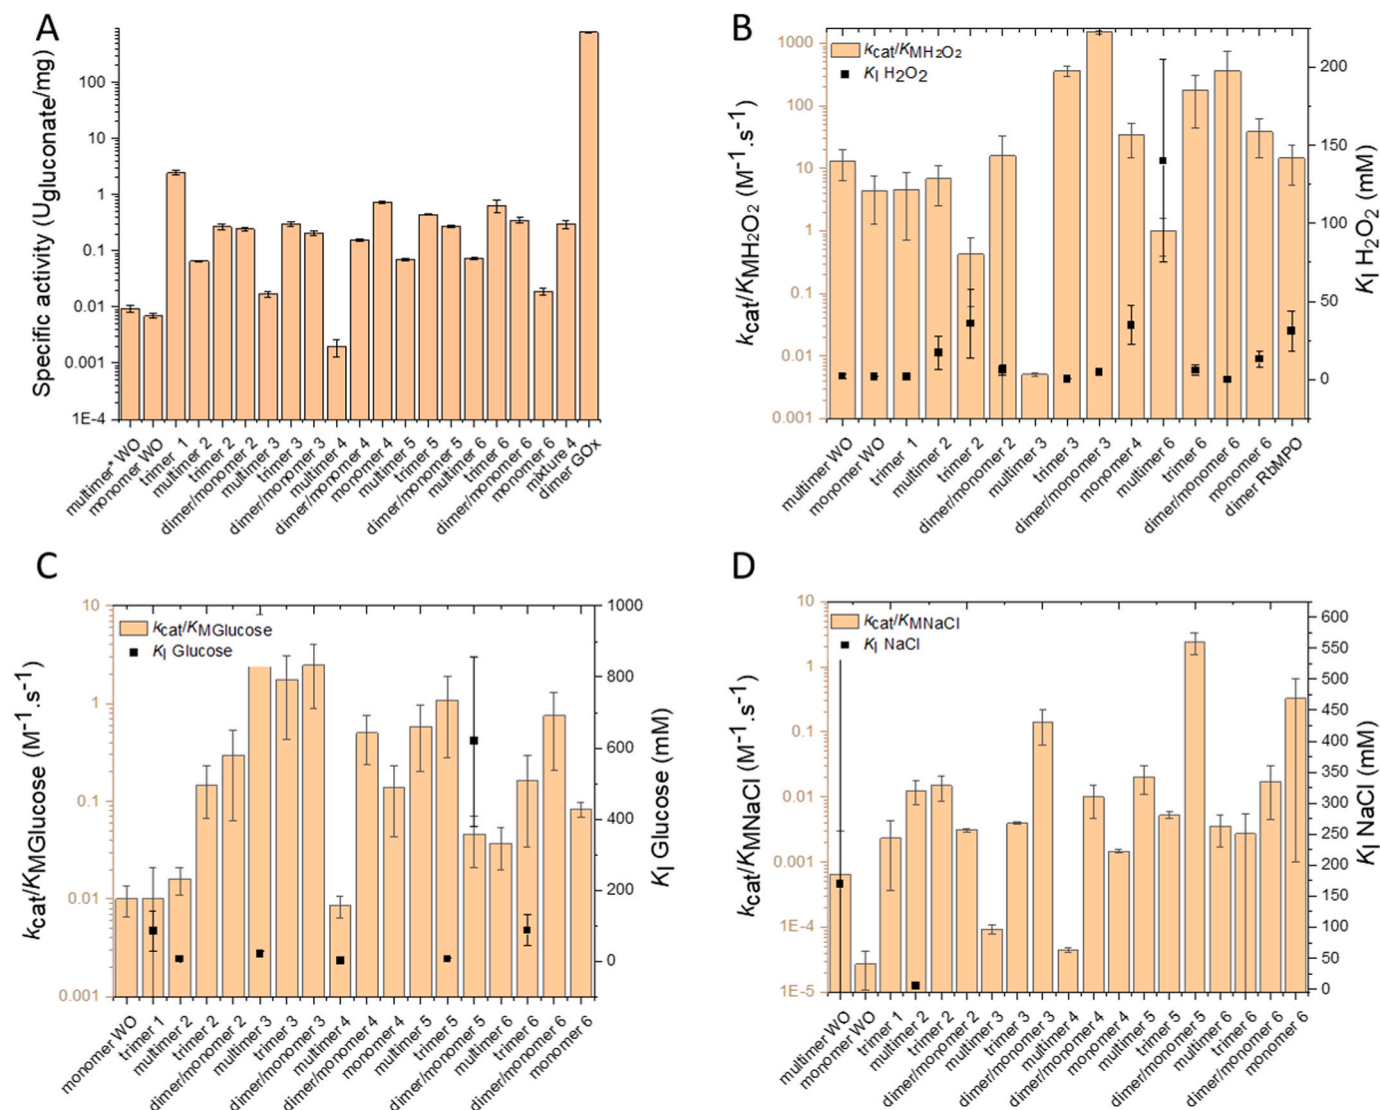 A
Specific activity (Ugluconate/mg)
100
10
1
0.1
0.01
0.001
1E-4
multimer* WO
monomer WO
trimer 1
multimer 2
trimer 2
dimer/monomer 2
multimer 3
trimer 3
dimer/monomer 3
multimer 4
dimer/monomer 4
monomer 4
multimer 5
trimer 5
dimer/monomer 5
multimer 6
trimer 6
dimer/monomer 6
monomer 6
mixture 4
dimer GOx
B
kcat/KMH2O2
KI H2O2
kcat/KMH2O2 (M-1.s-1)
1000
100
10
1
0.1
0.01
0.001
KI H2O2 (mM)
200
150
100
50
0
multimer WO
monomer WO
trimer 1
multimer 2
trimer 2
dimer/monomer 2
multimer 3
trimer 3
dimer/monomer 3
monomer 4
multimer 6
trimer 6
dimer/monomer 6
monomer 6
dimer RbMPO
C
kcat/KMGlucose
KI Glucose
kcat/KMGlucose (M-1.s-1)
10
1
0.1
0.01
0.001
KI Glucose (mM)
1000
800
600
400
200
0
monomer WO
trimer 1
multimer 2
trimer 2
dimer/monomer 2
multimer 3
trimer 3
dimer/monomer 3
multimer 4
dimer/monomer 4
monomer 4
multimer 5
trimer 5
dimer/monomer 5
multimer 6
trimer 6
dimer/monomer 6
monomer 6
D
kcat/KMNaCl
KI NaCl
kcat/KMNaCl (M-1.s-1)
10
1
0.1
0.01
0.001
1E-4
1E-5
KI NaCl (mM)
600
550
500
450
400
350
300
250
200
150
100
50
0
multimer WO
monomer WO
trimer 1
multimer 2
trimer 2
dimer/monomer 2
multimer 3
trimer 3
dimer/monomer 3
multimer 4
dimer/monomer 4
monomer 4
multimer 5
trimer 5
dimer/monomer 5
multimer 6
trimer 6
dimer/monomer 6
monomer 6